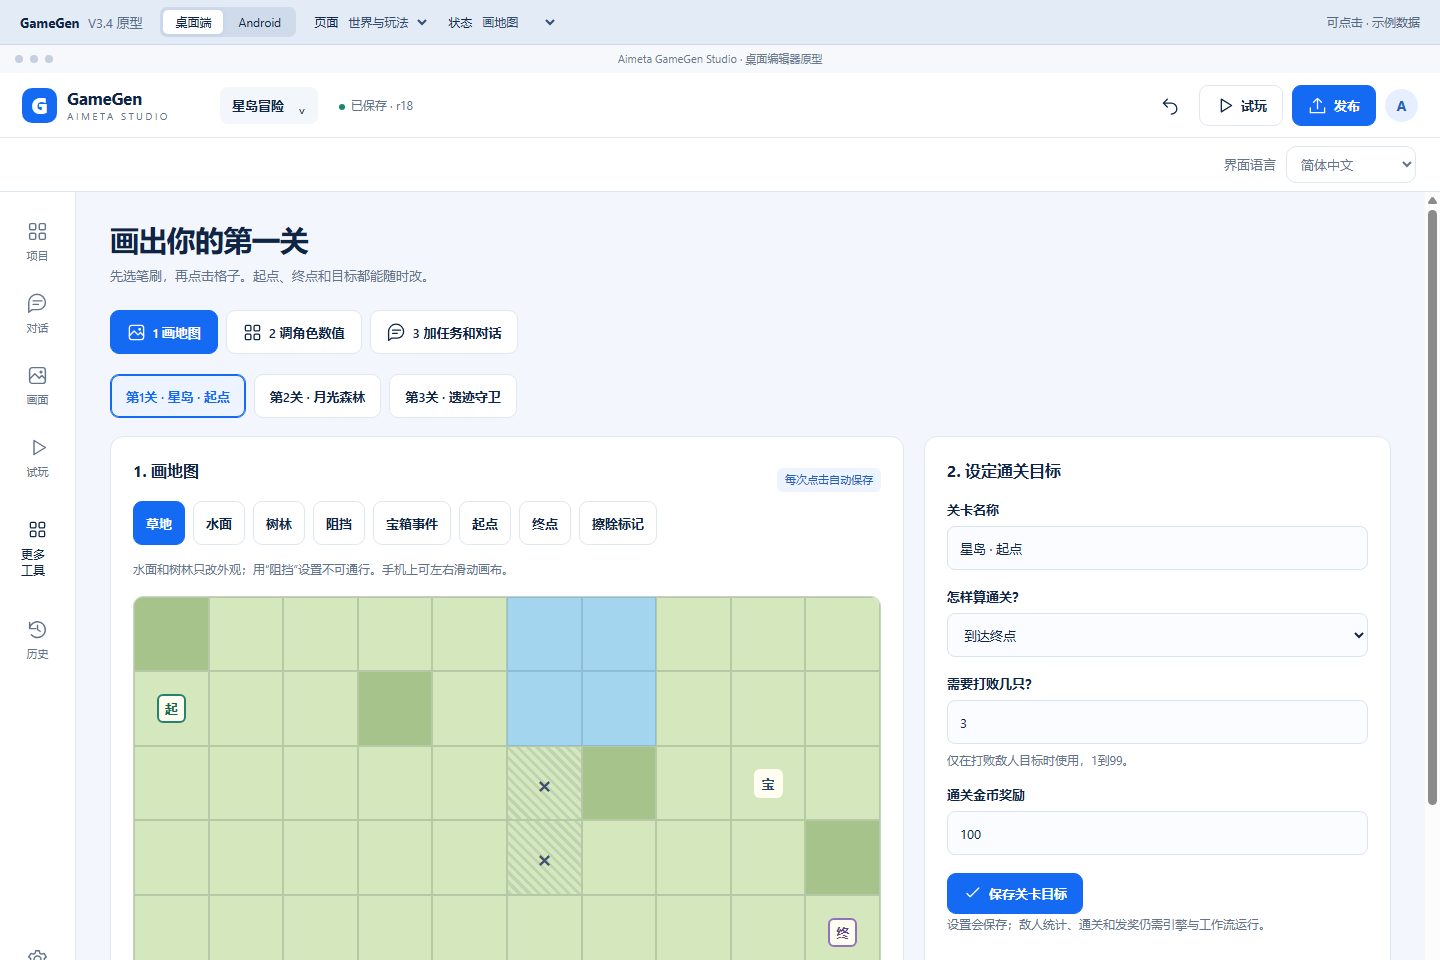 GameGen V3.4 原型 桌面端 Android 页面 世界与玩法 状态 画地图 可点击 · 示例数据
Aimeta GameGen Studio · 桌面编辑器原型
G GameGen
AIMETA STUDIO
星岛冒险 已保存 · r18 试玩 发布 A
界面语言 简体中文
项目
对话
画面
试玩
更多
工具
历史
画出你的第一关
先选笔刷，再点击格子。起点、终点和目标都能随时改。
1 画地图 2 调角色数值 3 加任务和对话
第1关 · 星岛 · 起点 第2关 · 月光森林 第3关 · 遗迹守卫
1. 画地图
每次点击自动保存
草地 水面 树林 阻挡 宝箱事件 起点 终点 擦除标记
水面和树林只改外观；用“阻挡”设置不可通行。手机上可左右滑动画布。
起
× 宝
×
终
2. 设定通关目标
关卡名称
星岛 · 起点
怎样算通关？
到达终点
需要打败几只？
3
仅在打败敌人目标时使用，1到99。
通关金币奖励
100
保存关卡目标
设置会保存；敌人统计、通关和发奖仍需引擎与工作流运行。